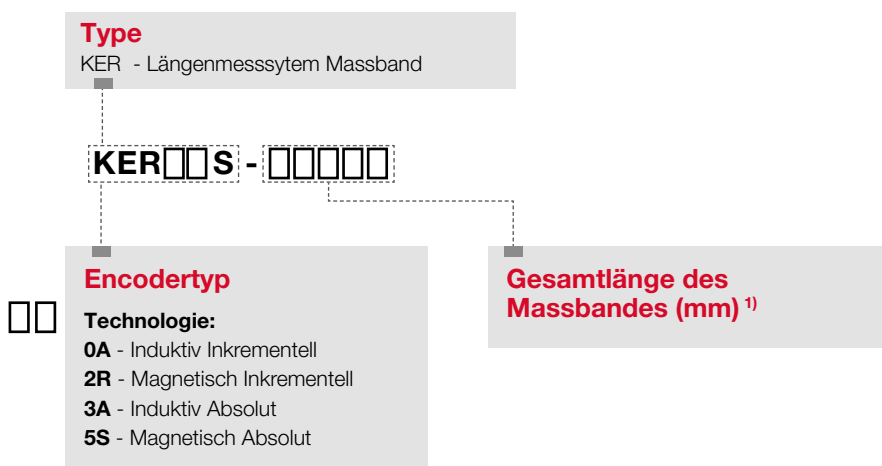 Type
KER - Längenmesssytem Massband
KER□□S - □□□□□
Encodertyp
□□
Technologie:
0A - Induktiv Inkrementell
2R - Magnetisch Inkrementell
3A - Induktiv Absolut
5S - Magnetisch Absolut
Gesamtlänge des
Massbandes (mm) 1)